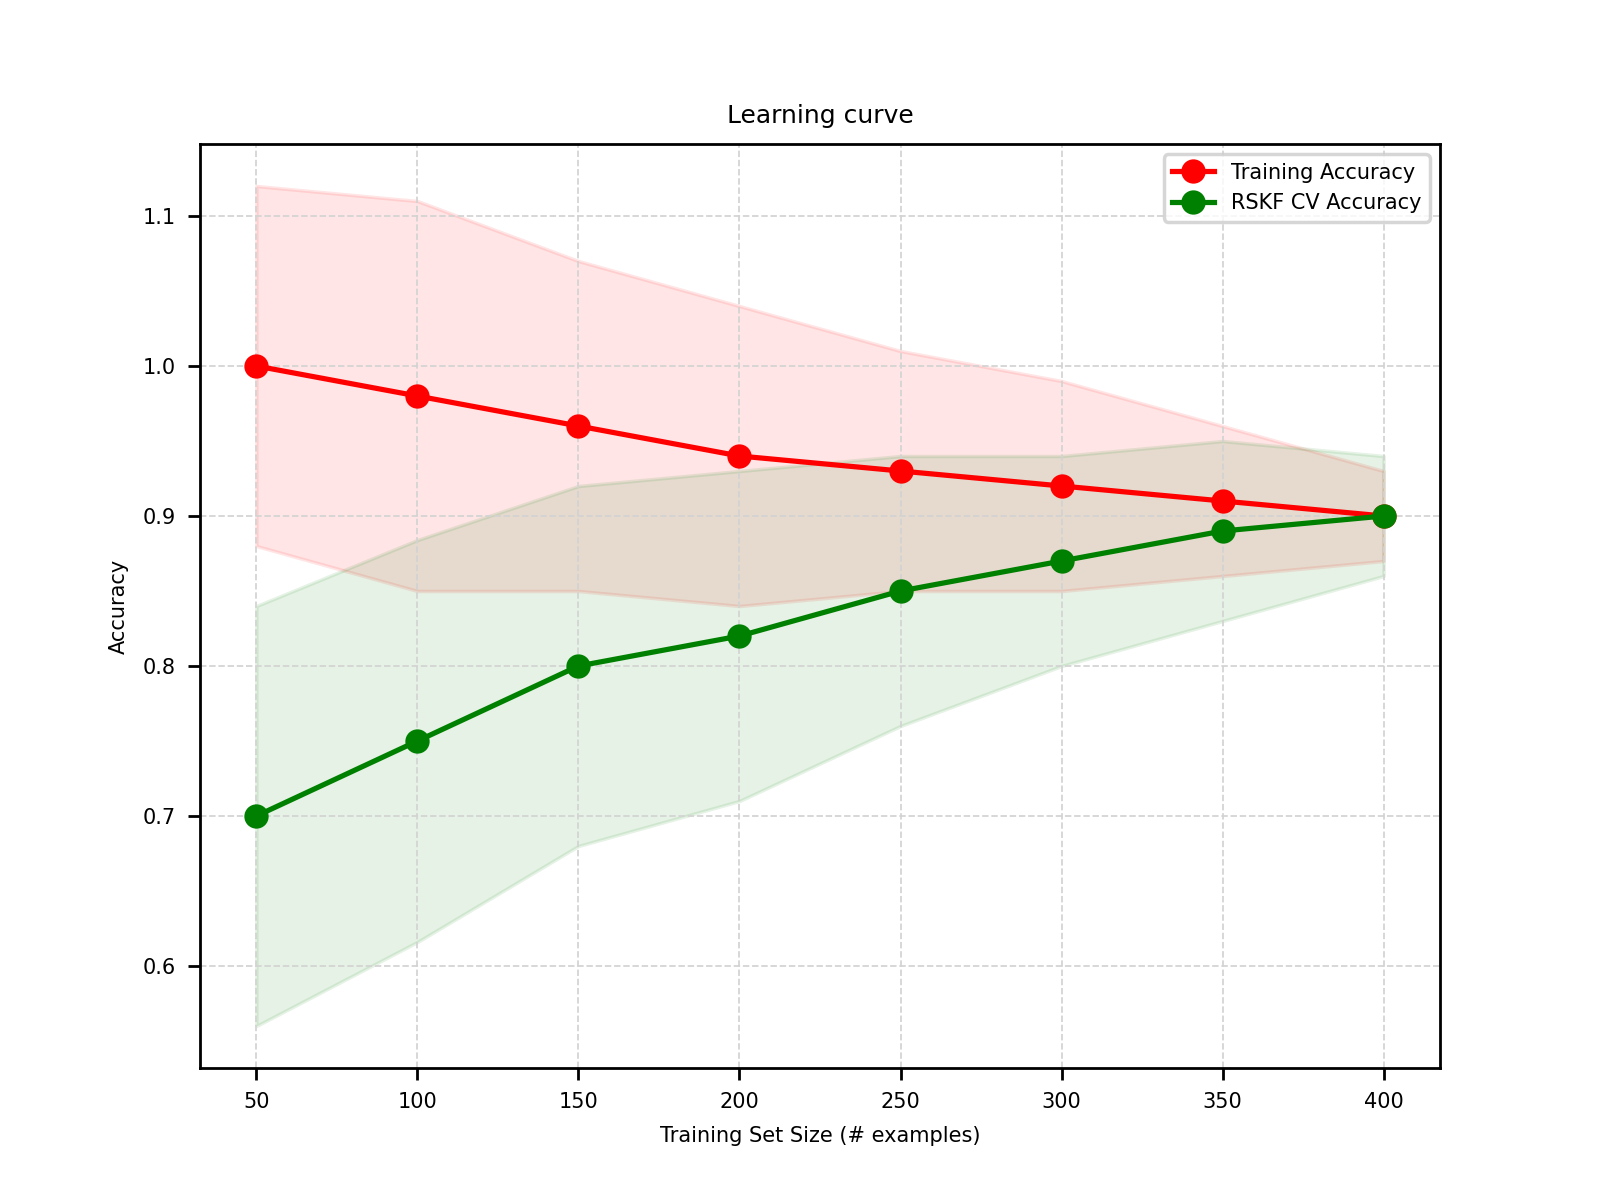 Learning curve
Training Accuracy
RSKF CV Accuracy
1.1
1.0
0.9
0.8
0.7
0.6
Accuracy
50 100 150 200 250 300 350 400
Training Set Size (# examples)